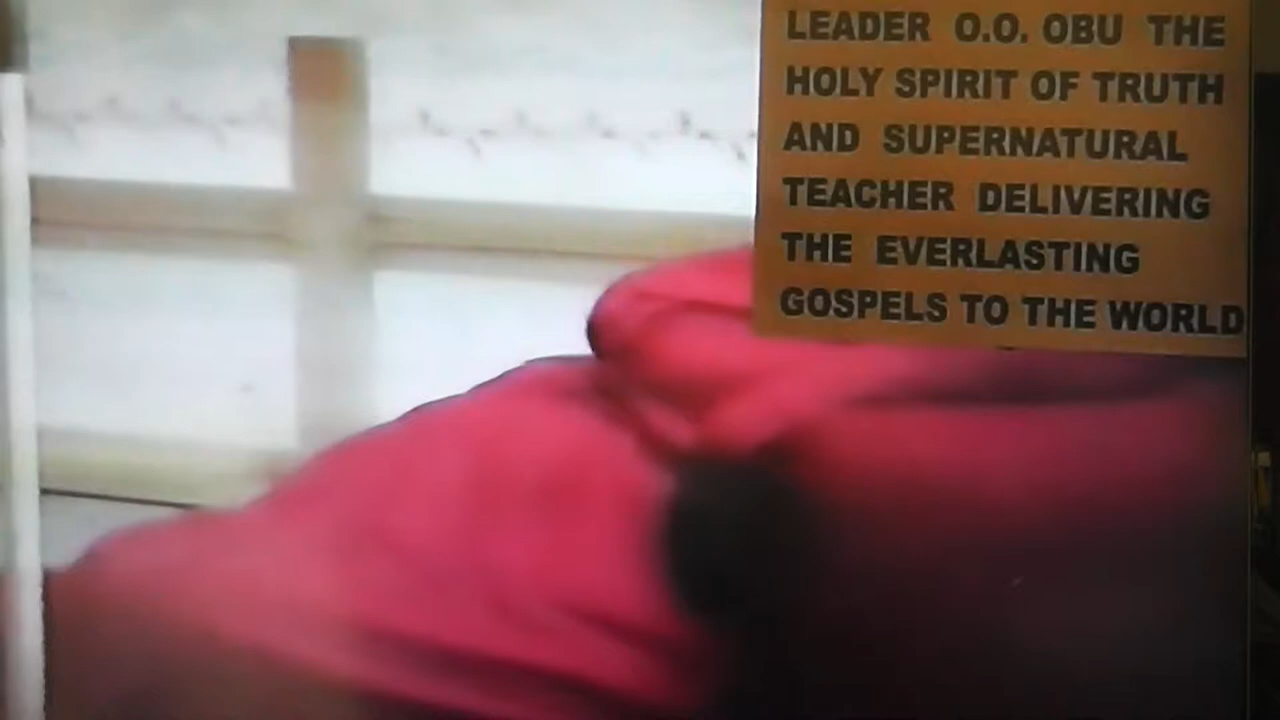 LEADER O.O. OBU THE
HOLY SPIRIT OF TRUTH
AND SUPERNATURAL
TEACHER DELIVERING
THE EVERLASTING
GOSPELS TO THE WORLD